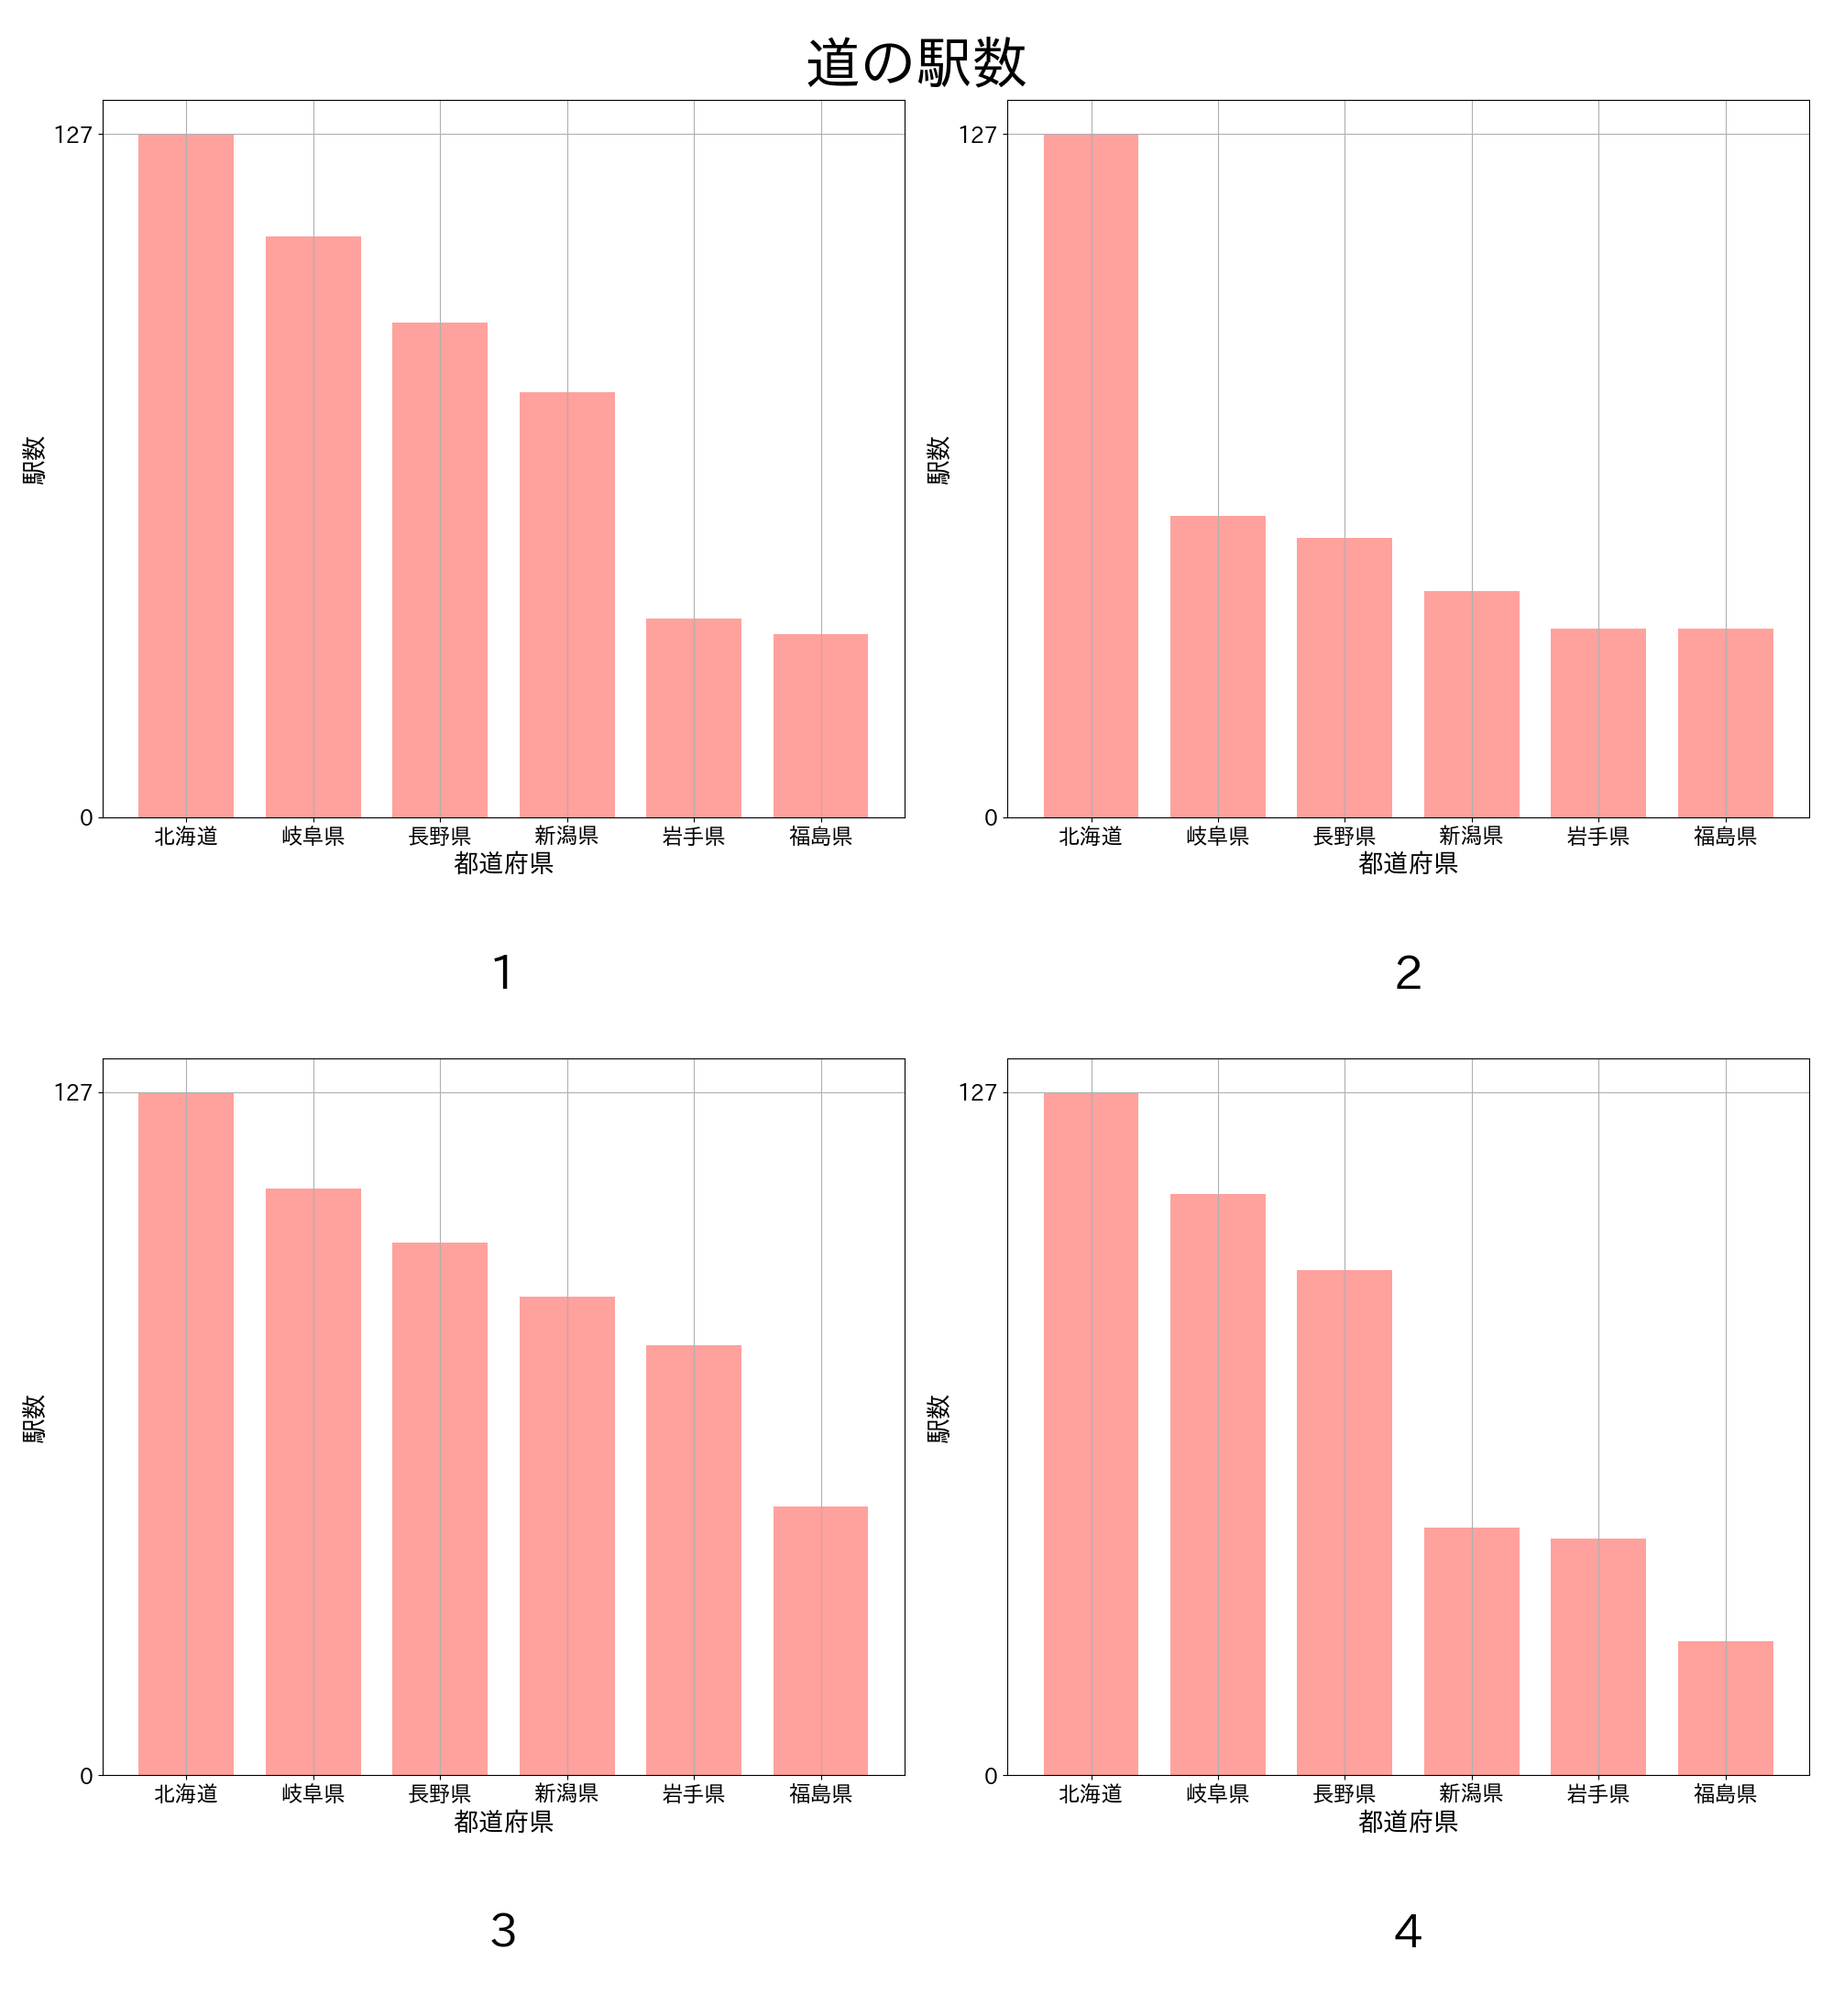 道の駅数
127
0
駅数
北海道 岐阜県 長野県 新潟県 岩手県 福島県
都道府県
1
127
0
駅数
北海道 岐阜県 長野県 新潟県 岩手県 福島県
都道府県
2
127
0
駅数
北海道 岐阜県 長野県 新潟県 岩手県 福島県
都道府県
3
127
0
駅数
北海道 岐阜県 長野県 新潟県 岩手県 福島県
都道府県
4